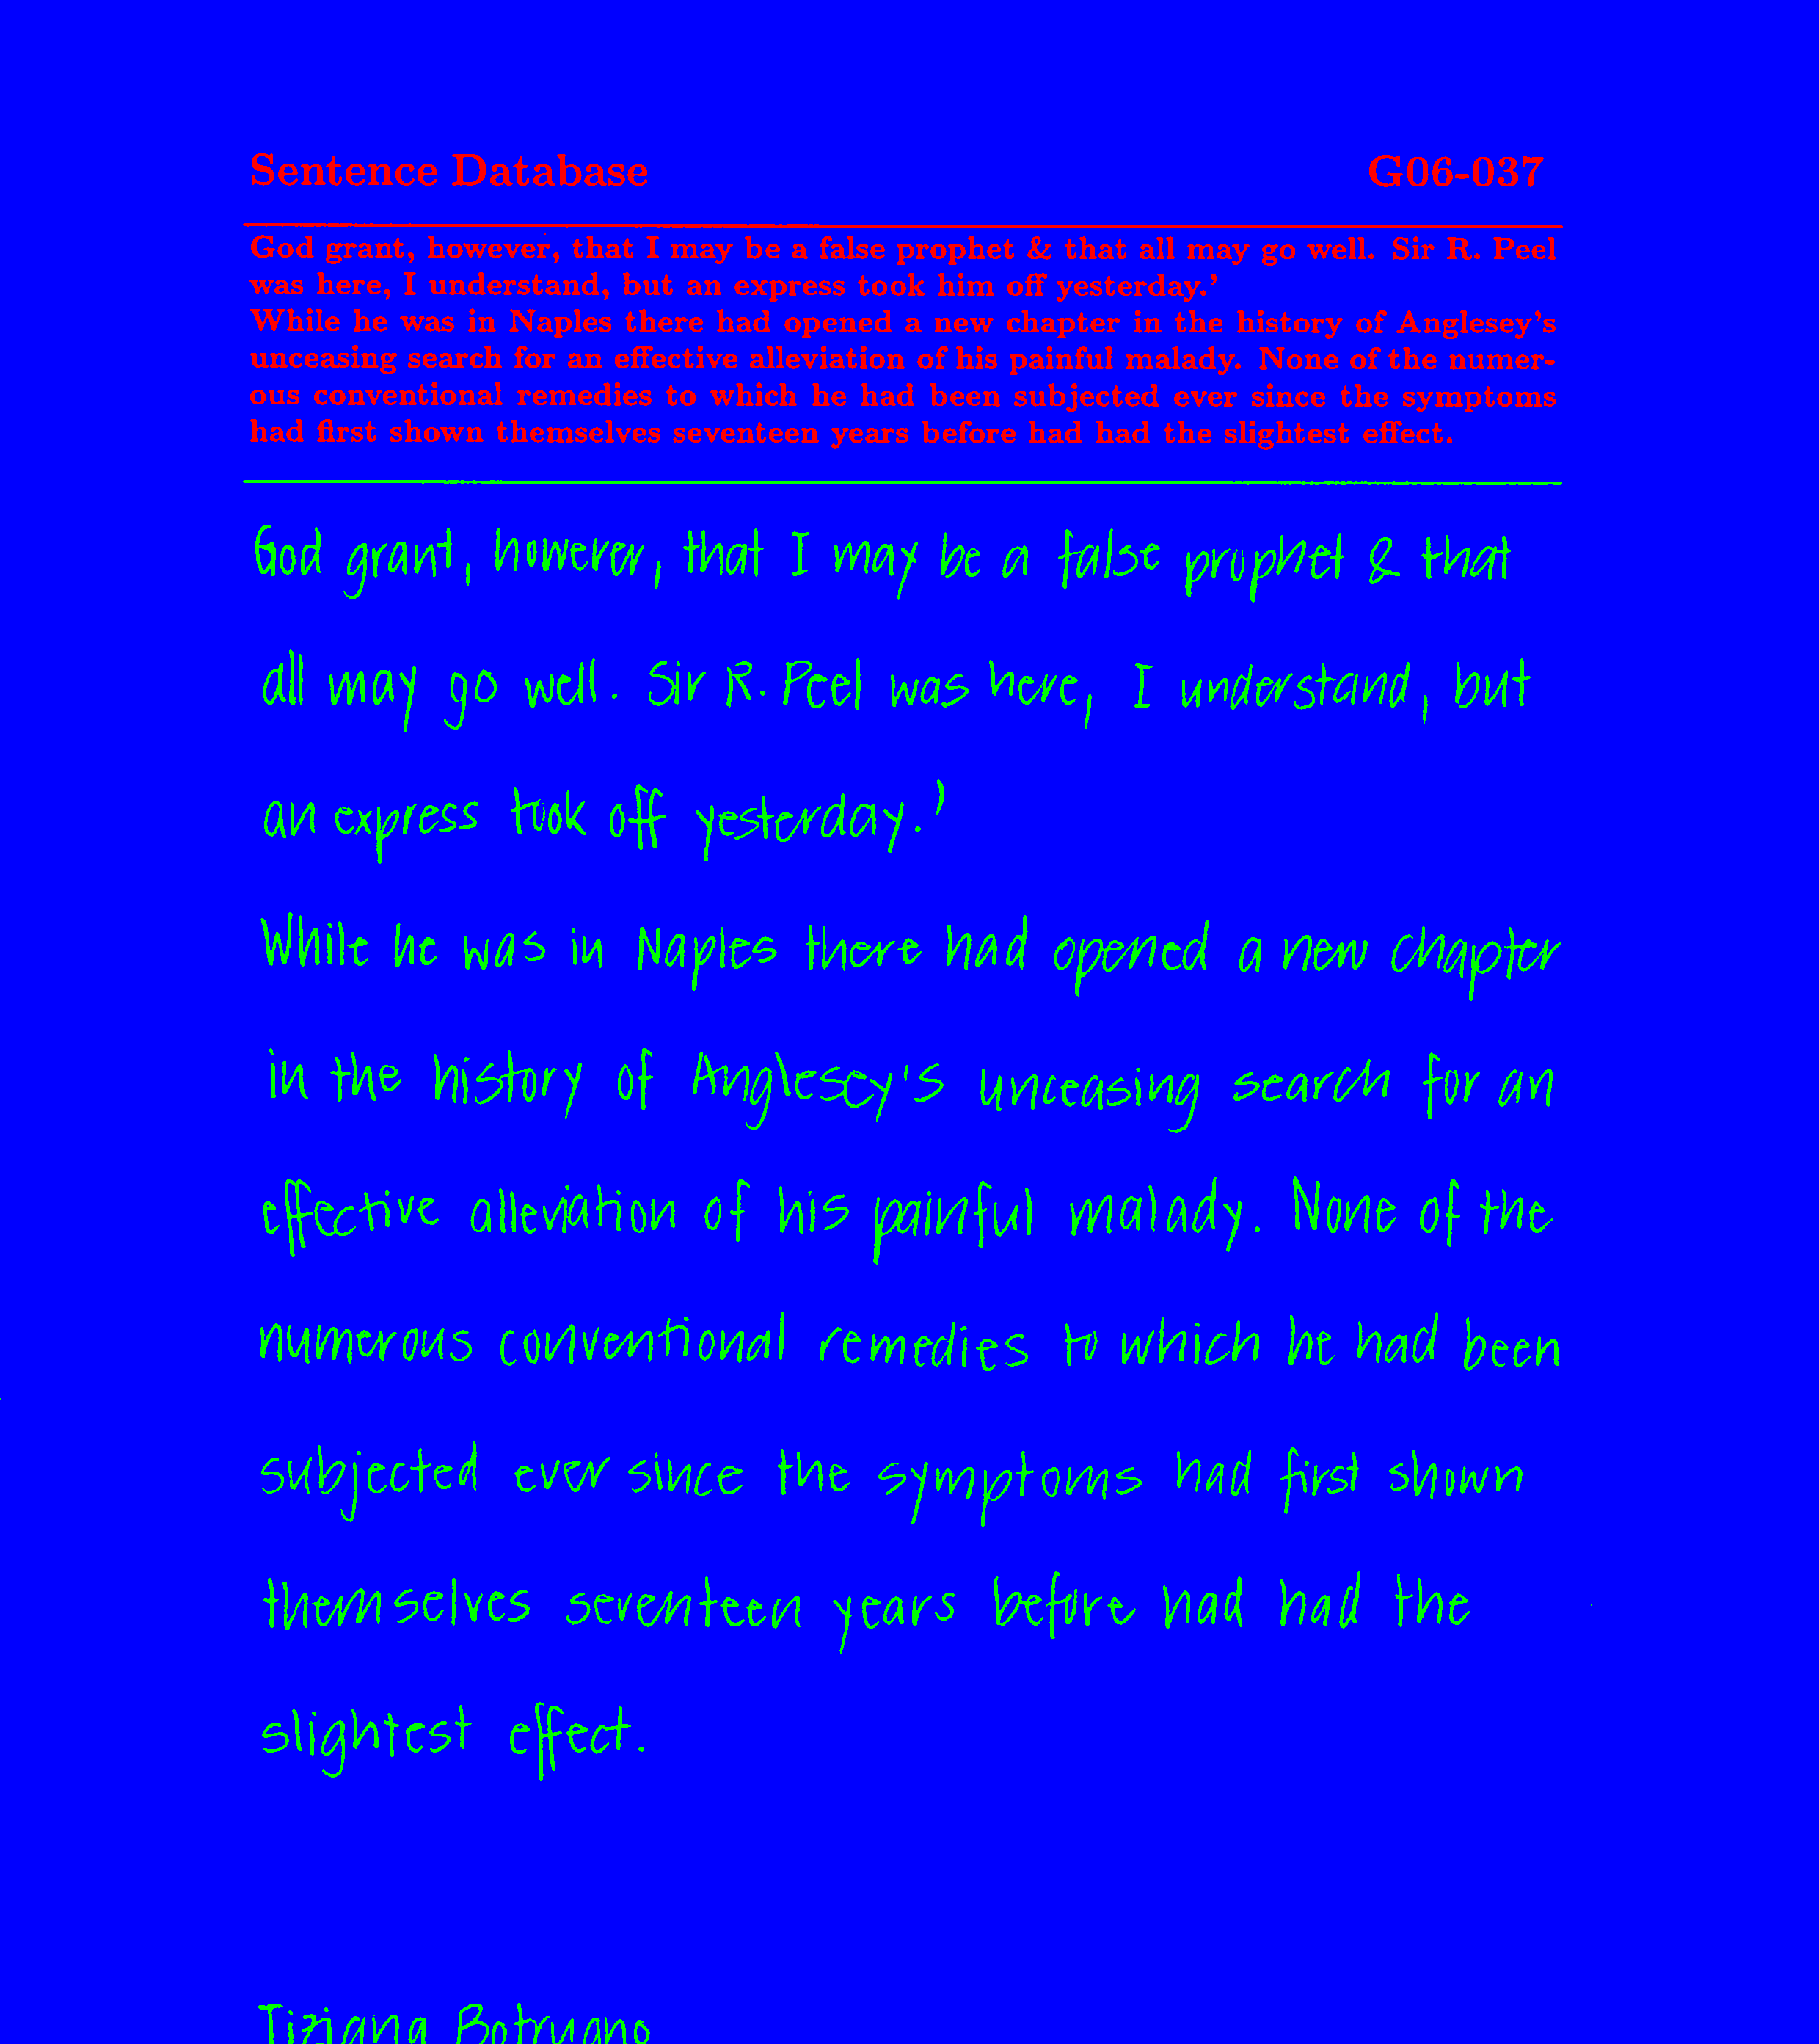 Sentence Database G06-037
God grant, however, that I may be a false prophet & that all may go well. Sir R. Peel
was here, I understand, but an express took him off yesterday.'
While he was in Naples there had opened a new chapter in the history of Anglesey's
unceasing search for an effective alleviation of his painful malady. None of the numer-
ous conventional remedies to which he had been subjected ever since the symptoms
had first shown themselves seventeen years before had had the slightest effect.
God grant, however, that I may be a false prophet & that
all may go well. Sir R. Peel was here, I understand, but
an express took off yesterday.'
While he was in Naples there had opened a new chapter
in the history of Anglesey's unceasing search for an
effective alleviation of his painful malady. None of the
numerous conventional remedies to which he had been
subjected ever since the symptoms had first shown
themselves seventeen years before had had the
slightest effect.
Tiziana